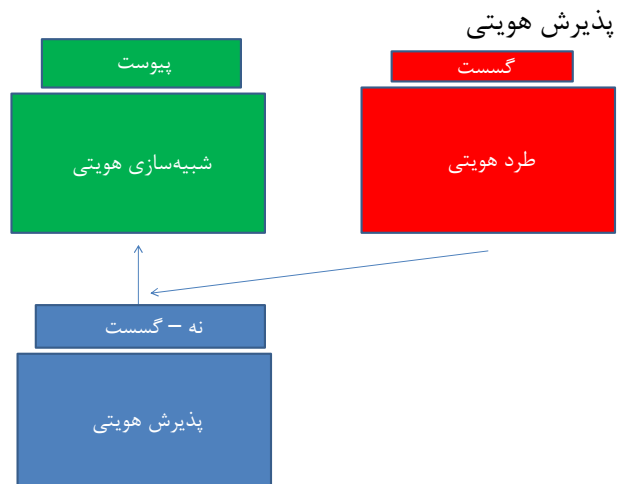 پذیرش هویتی
گسست
طرد هویتی
پیوست
شبیه‌سازی هویتی
نه – گسست
پذیرش هویتی